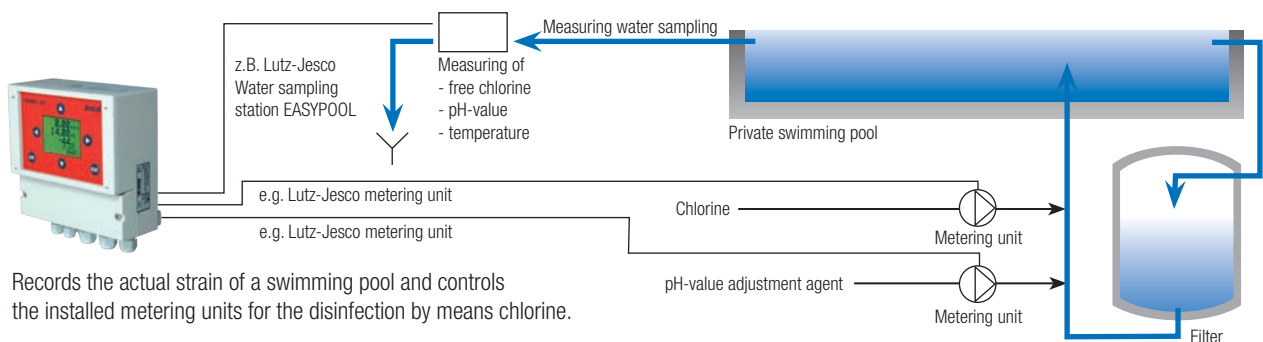 Measuring water sampling
z.B. Lutz-Jesco
Water sampling
station EASYPOOL
Measuring of
- free chlorine
- pH-value
- temperature
Private swimming pool
e.g. Lutz-Jesco metering unit
Chlorine
Metering unit
e.g. Lutz-Jesco metering unit
pH-value adjustment agent
Metering unit
Filter
Records the actual strain of a swimming pool and controls
the installed metering units for the disinfection by means chlorine.